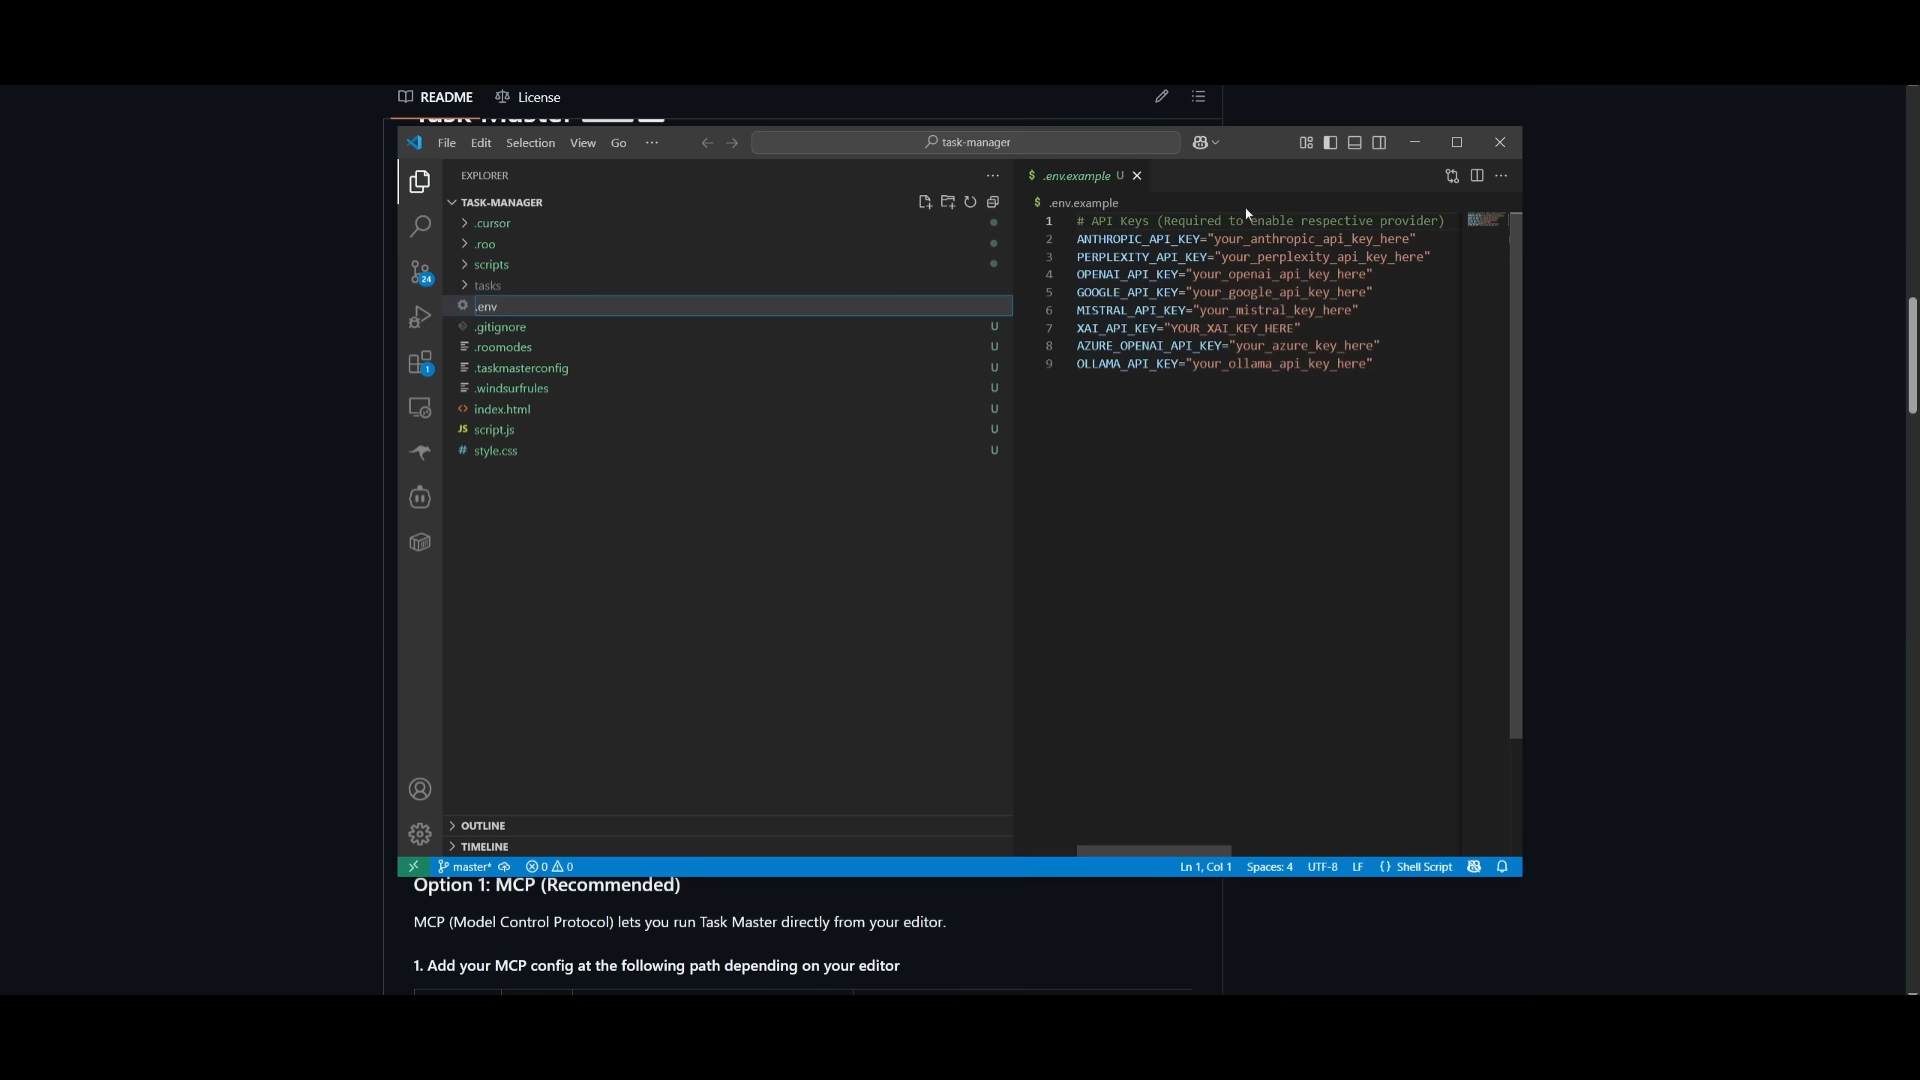 README
License
File Edit Selection View Go ···
task-manager
EXPLORER
TASK-MANAGER
.cursor
.roo
scripts
tasks
.env
.gitignore U
.roomodes U
.taskmasterconfig U
.windsurfrules U
index.html U
JS script.js U
# style.css U
OUTLINE
TIMELINE
24
1
$ .env.example U
$ .env.example
1 # API Keys (Required to enable respective provider)
2 ANTHROPIC_API_KEY="your_anthropic_api_key_here"
3 PERPLEXITY_API_KEY="your_perplexity_api_key_here"
4 OPENAI_API_KEY="your_openai_api_key_here"
5 GOOGLE_API_KEY="your_google_api_key_here"
6 MISTRAL_API_KEY="your_mistral_key_here"
7 XAI_API_KEY="YOUR_XAI_KEY_HERE"
8 AZURE_OPENAI_API_KEY="your_azure_key_here"
9 OLLAMA_API_KEY="your_ollama_api_key_here"
master* 0 0 Ln 1, Col 1 Spaces: 4 UTF-8 LF {} Shell Script
Option 1: MCP (Recommended)
MCP (Model Control Protocol) lets you run Task Master directly from your editor.
1. Add your MCP config at the following path depending on your editor